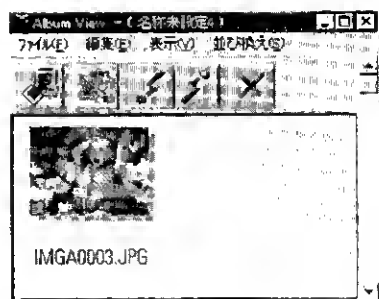 Album View - ( 名称未設定4 )
ファイル(F) 編集(E) 表示(V) 並び換え(S)
IMGA0003.JPG